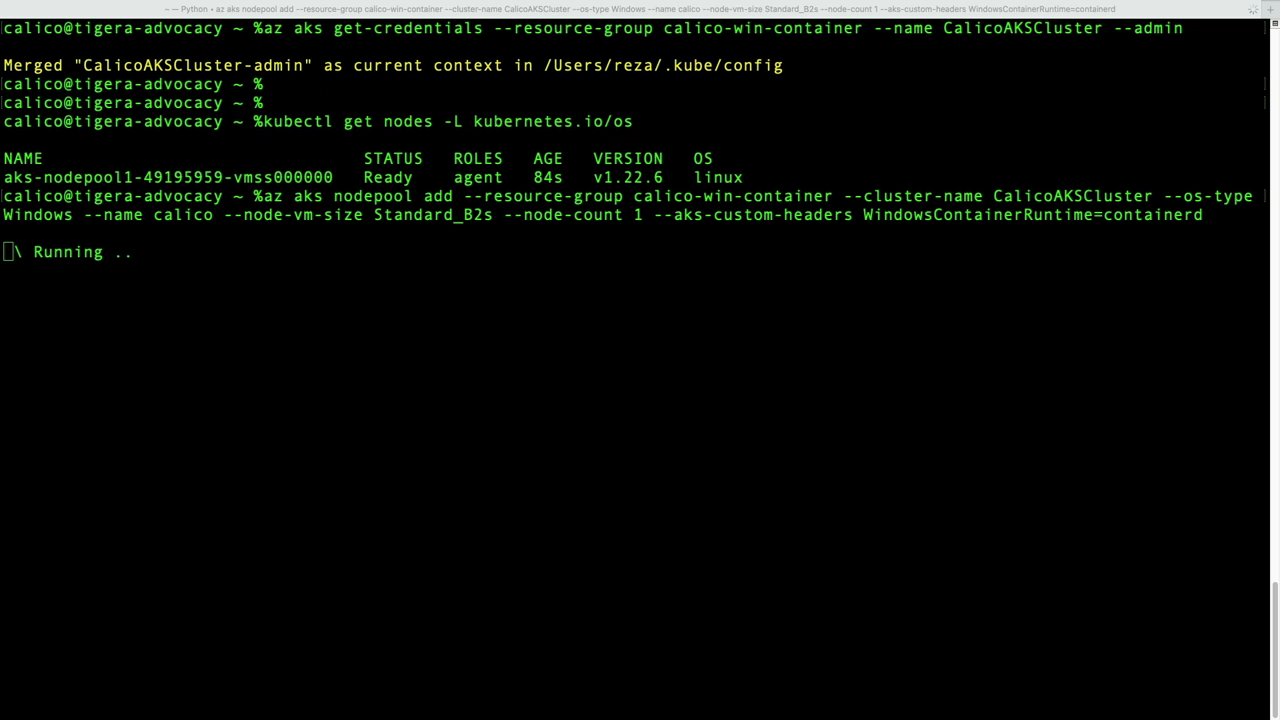 ~ — Python • az aks nodepool add --resource-group calico-win-container --cluster-name CalicoAKSCluster --os-type Windows --name calico --node-vm-size Standard_B2s --node-count 1 --aks-custom-headers WindowsContainerRuntime=containerd
calico@tigera-advocacy ~ %az aks get-credentials --resource-group calico-win-container --name CalicoAKSCluster --admin
Merged "CalicoAKSCluster-admin" as current context in /Users/reza/.kube/config
calico@tigera-advocacy ~ %
calico@tigera-advocacy ~ %
calico@tigera-advocacy ~ %kubectl get nodes -L kubernetes.io/os
NAME STATUS ROLES AGE VERSION OS
aks-nodepool1-49195959-vmss000000 Ready agent 84s v1.22.6 linux
calico@tigera-advocacy ~ %az aks nodepool add --resource-group calico-win-container --cluster-name CalicoAKSCluster --os-type
Windows --name calico --node-vm-size Standard_B2s --node-count 1 --aks-custom-headers WindowsContainerRuntime=containerd
\ Running ..